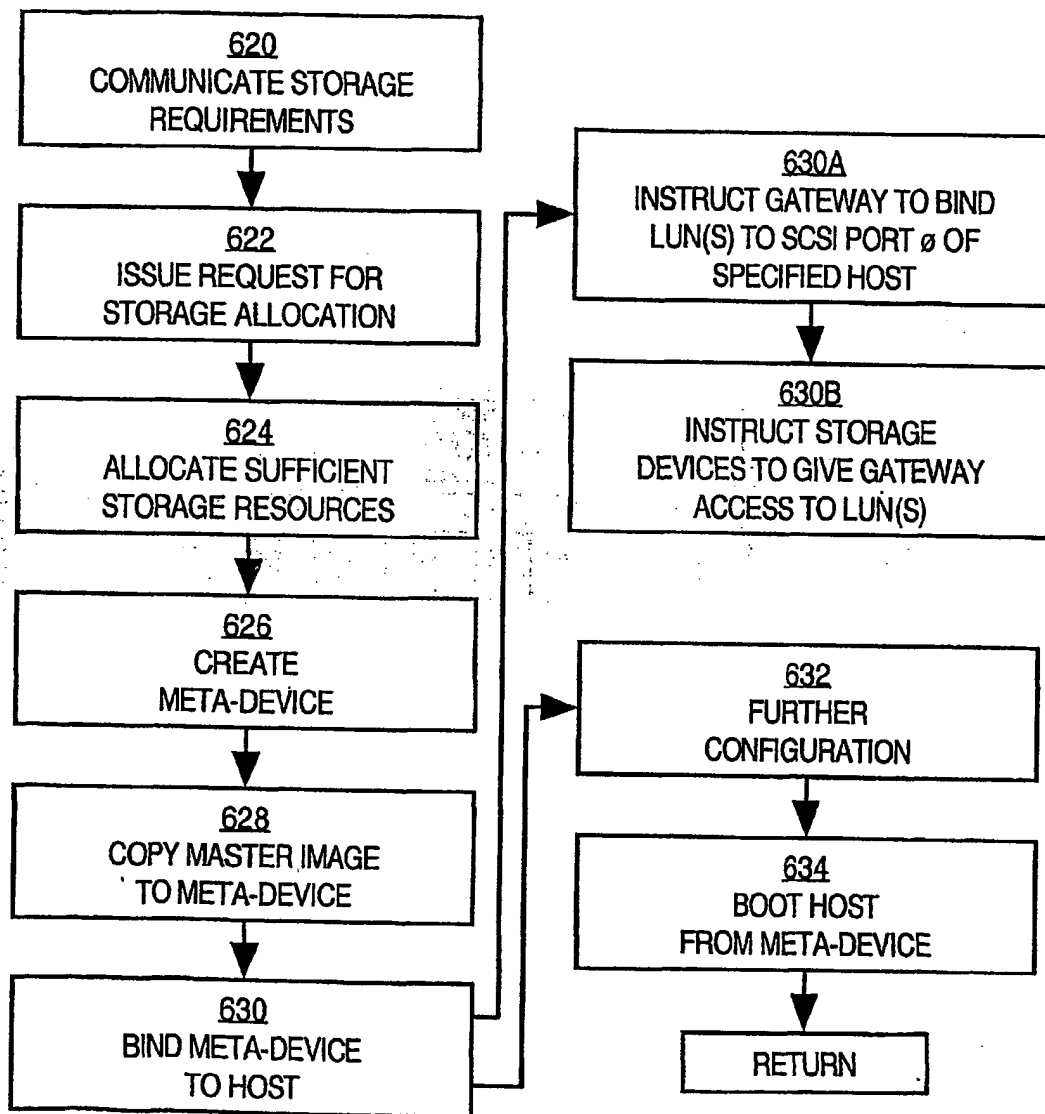 620
COMMUNICATE STORAGE
REQUIREMENTS
622
ISSUE REQUEST FOR
STORAGE ALLOCATION
624
ALLOCATE SUFFICIENT
STORAGE RESOURCES
626
CREATE
META-DEVICE
628
COPY MASTER IMAGE
TO META-DEVICE
630
BIND META-DEVICE
TO HOST
630A
INSTRUCT GATEWAY TO BIND
LUN(S) TO SCSI PORT ø OF
SPECIFIED HOST
630B
INSTRUCT STORAGE
DEVICES TO GIVE GATEWAY
ACCESS TO LUN(S)
632
FURTHER
CONFIGURATION
634
BOOT HOST
FROM META-DEVICE
RETURN